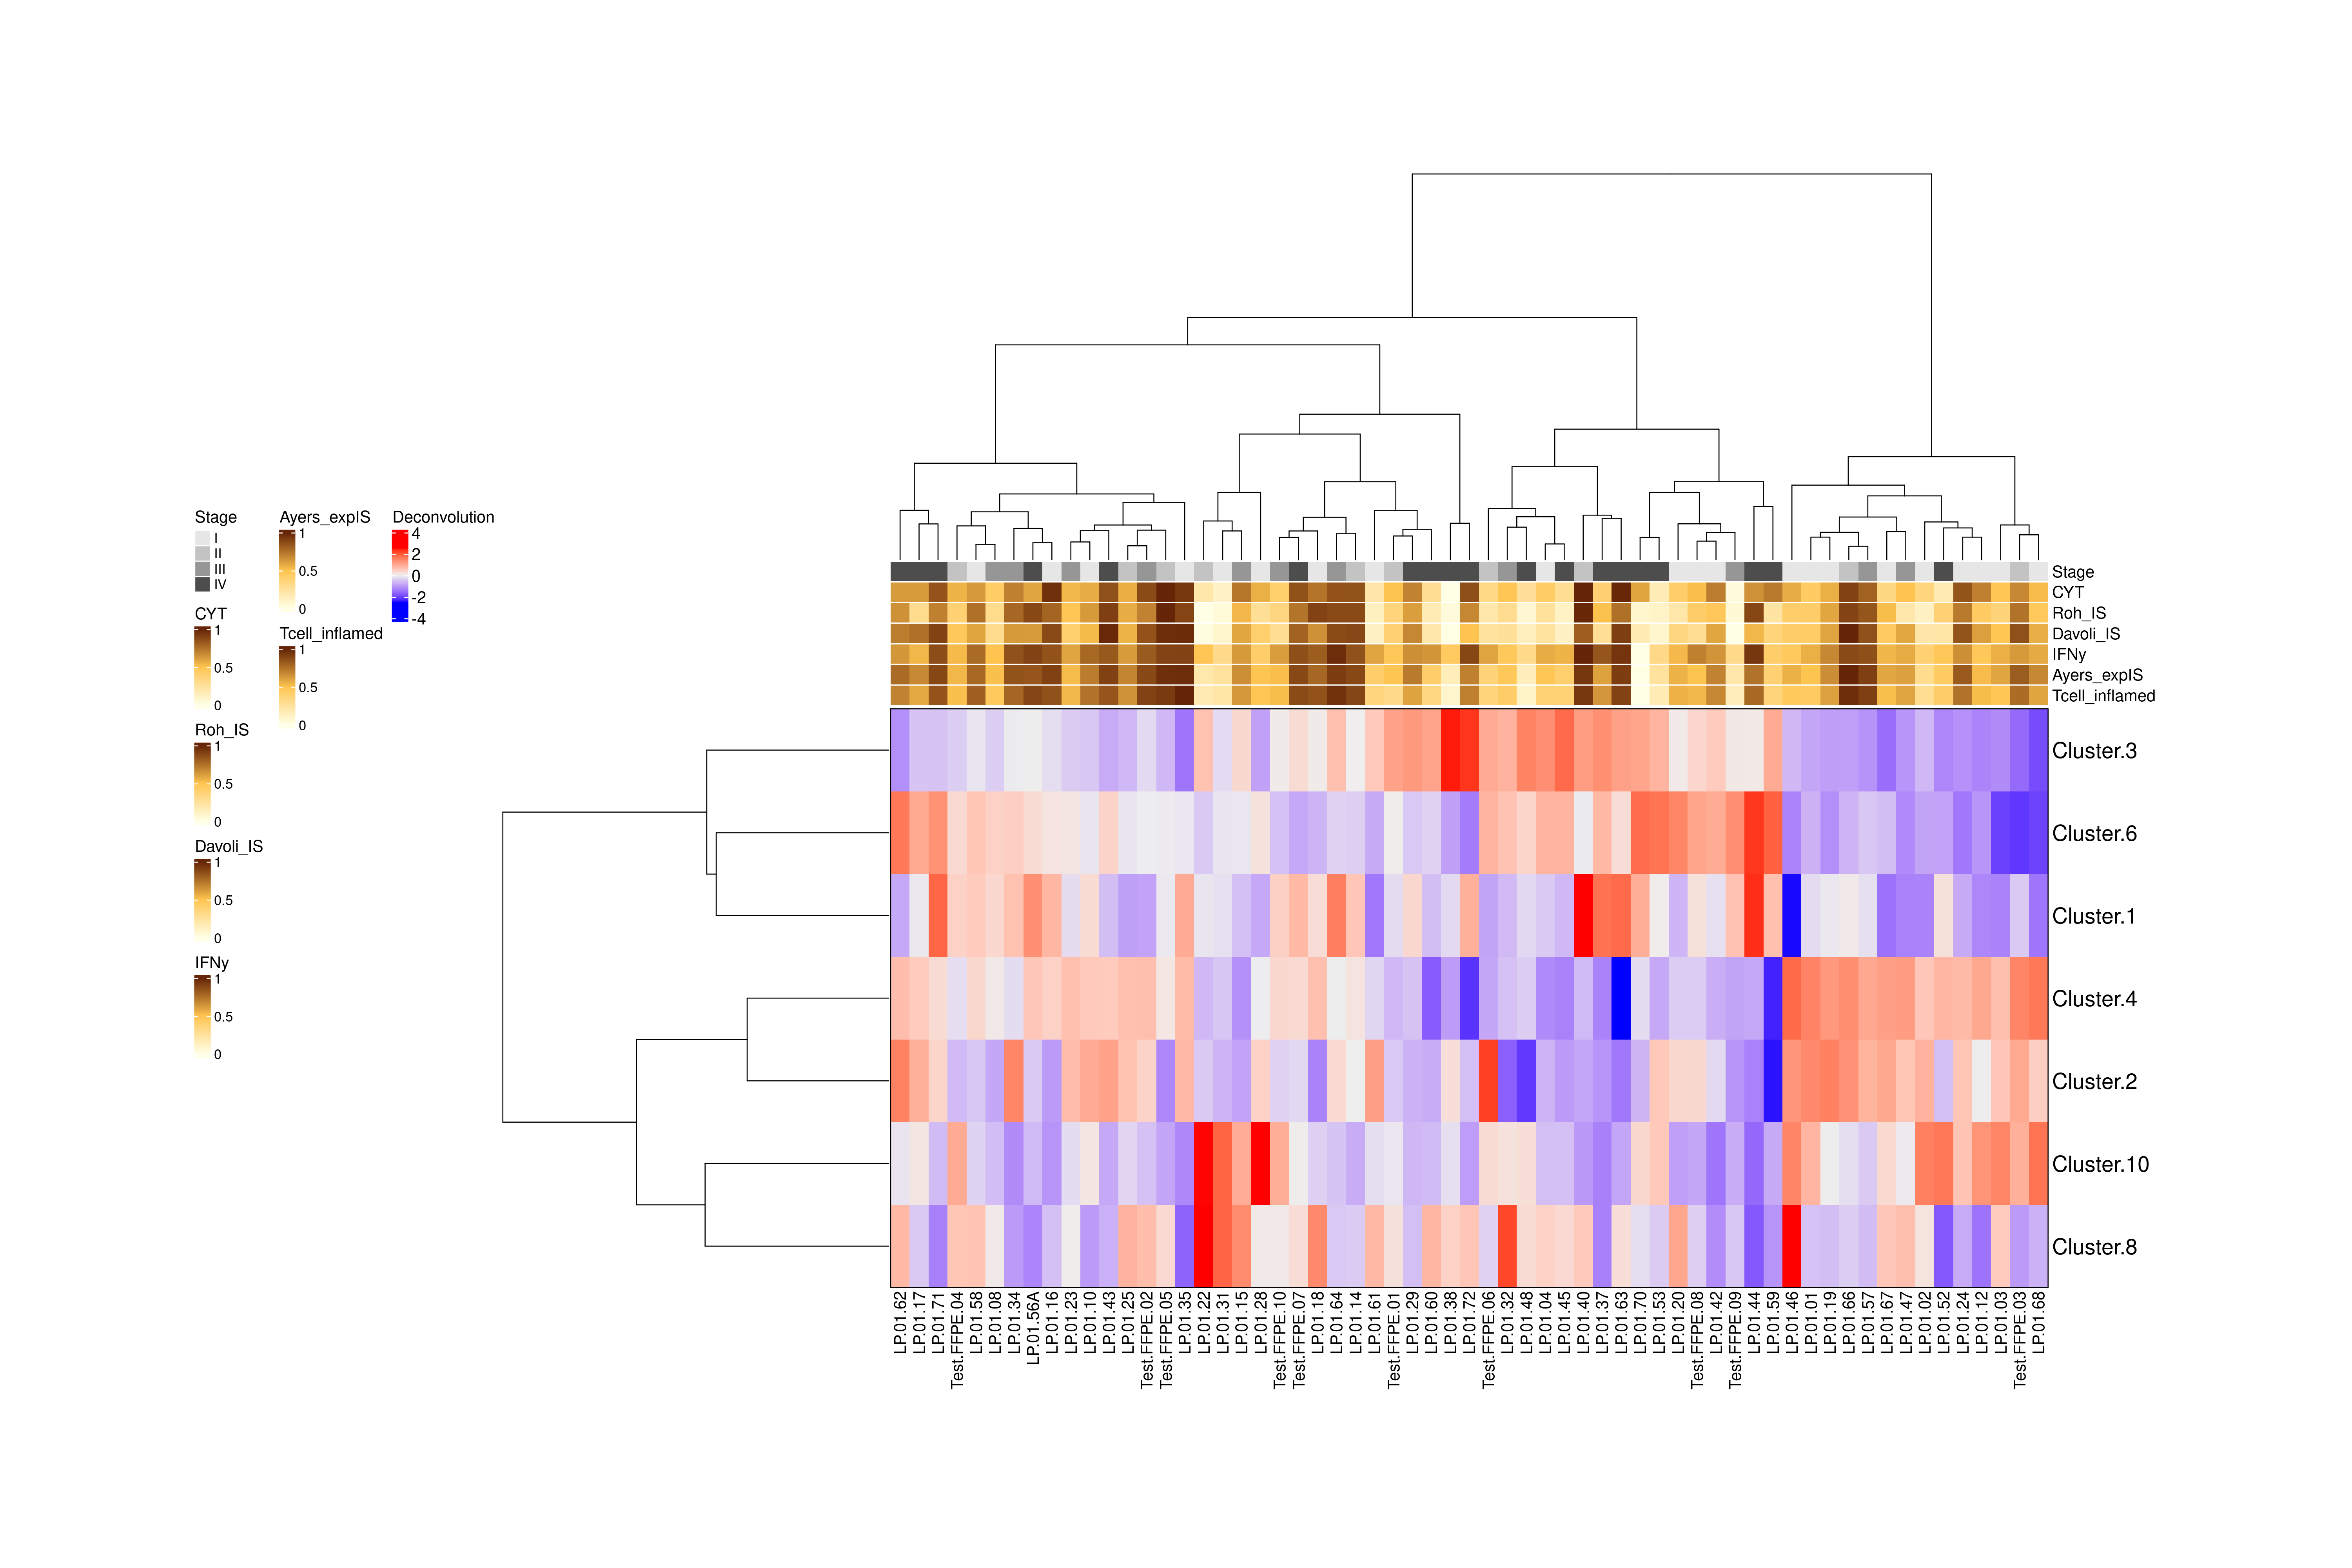 Stage
I
II
III
IV
CYT
1
0.5
0
Roh_IS
1
0.5
0
Davoli_IS
1
0.5
0
IFNy
1
0.5
0
Ayers_expIS
1
0.5
0
Tcell_inflamed
1
0.5
0
Deconvolution
4
2
0
-2
-4
Stage
CYT
Roh_IS
Davoli_IS
IFNy
Ayers_expIS
Tcell_inflamed
Cluster.3
Cluster.6
Cluster.1
Cluster.4
Cluster.2
Cluster.10
Cluster.8
LP.01.62
LP.01.17
LP.01.71
Test.FFPE.04
LP.01.58
LP.01.08
LP.01.34
LP.01.56A
LP.01.16
LP.01.23
LP.01.10
LP.01.43
LP.01.25
Test.FFPE.02
Test.FFPE.05
LP.01.35
LP.01.22
LP.01.31
LP.01.15
LP.01.28
Test.FFPE.10
Test.FFPE.07
LP.01.18
LP.01.64
LP.01.14
LP.01.61
Test.FFPE.01
LP.01.29
LP.01.60
LP.01.38
LP.01.72
Test.FFPE.06
LP.01.32
LP.01.48
LP.01.04
LP.01.45
LP.01.40
LP.01.37
LP.01.63
LP.01.70
LP.01.53
LP.01.20
Test.FFPE.08
LP.01.42
Test.FFPE.09
LP.01.44
LP.01.59
LP.01.46
LP.01.01
LP.01.19
LP.01.66
LP.01.57
LP.01.67
LP.01.47
LP.01.02
LP.01.52
LP.01.24
LP.01.12
LP.01.03
Test.FFPE.03
LP.01.68